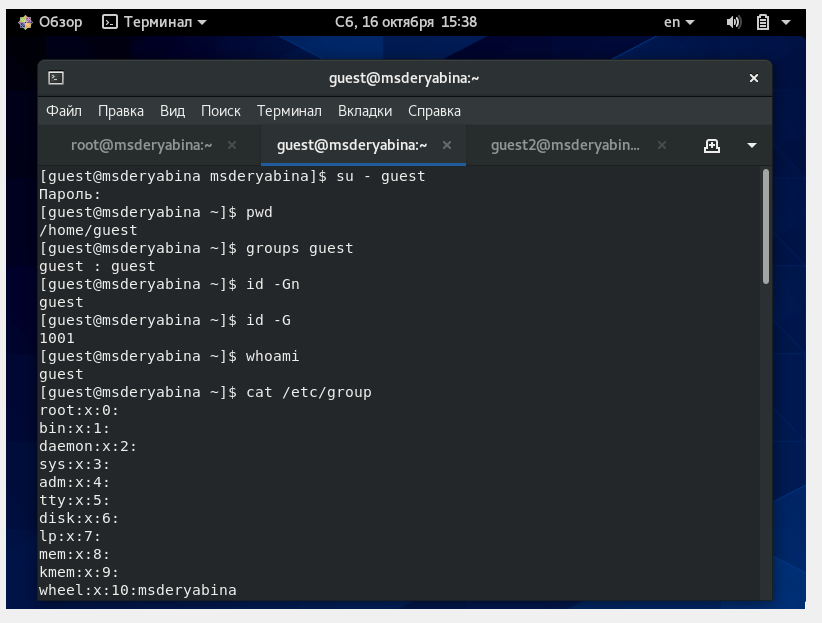 Обзор Терминал Сб, 16 октября 15:38 en
guest@msderyabina:~
Файл Правка Вид Поиск Терминал Вкладки Справка
root@msderyabina:~ guest@msderyabina:~ guest2@msderyabin...
[guest@msderyabina msderyabina]$ su - guest
Пароль:
[guest@msderyabina ~]$ pwd
/home/guest
[guest@msderyabina ~]$ groups guest
guest : guest
[guest@msderyabina ~]$ id -Gn
guest
[guest@msderyabina ~]$ id -G
1001
[guest@msderyabina ~]$ whoami
guest
[guest@msderyabina ~]$ cat /etc/group
root:x:0:
bin:x:1:
daemon:x:2:
sys:x:3:
adm:x:4:
tty:x:5:
disk:x:6:
lp:x:7:
mem:x:8:
kmem:x:9:
wheel:x:10:msderyabina